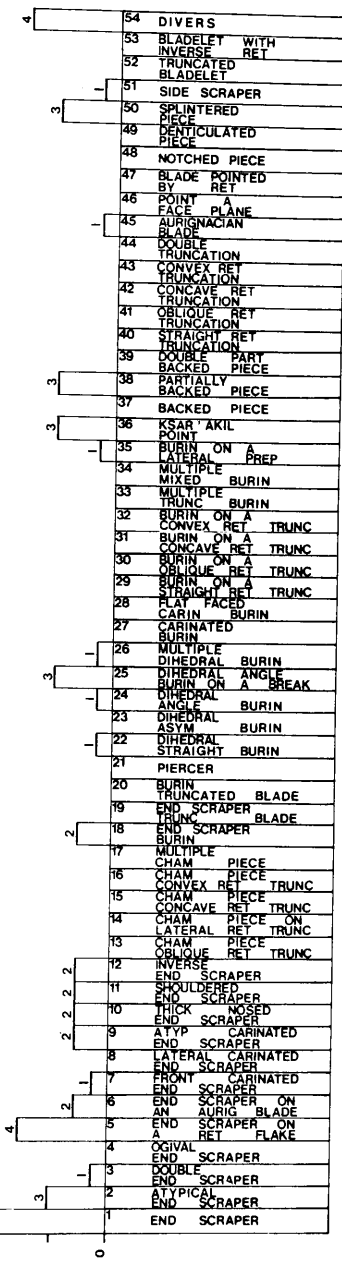 4 54 DIVERS
53 BLADELET WITH
INVERSE RET
52 TRUNCATED
BLADELET
1 51 SIDE SCRAPER
3 50 SPLINTERED
PIECE
49 DENTICULATED
PIECE
48 NOTCHED PIECE
47 BLADE POINTED
BY RET
46 POINT A
FACE PLANE
1 45 AURIGNACIAN
BLADE
44 DOUBLE
TRUNCATION
43 CONVEX RET
TRUNCATION
42 CONCAVE RET
TRUNCATION
41 OBLIQUE RET
TRUNCATION
40 STRAIGHT RET
TRUNCATION
39 DOUBLE PART
BACKED PIECE
3 38 PARTIALLY
BACKED PIECE
37 BACKED PIECE
3 36 KSAR'AKIL
POINT
1 35 BURIN ON A
LATERAL PREP
34 MULTIPLE
MIXED BURIN
33 MULTIPLE
TRUNC BURIN
32 BURIN ON A
CONVEX RET TRUNC
31 BURIN ON A
CONCAVE RET TRUNC
30 BURIN ON A
OBLIQUE RET TRUNC
29 BURIN ON A
STRAIGHT RET TRUNC
28 FLAT FACED
CARIN BURIN
27 CARINATED
BURIN
1 26 MULTIPLE
DIHEDRAL BURIN
3 25 DIHEDRAL ANGLE
BURIN ON A BREAK
1 24 DIHEDRAL
ANGLE BURIN
23 DIHEDRAL
ASYM BURIN
1 22 DIHEDRAL
STRAIGHT BURIN
21 PIERCER
20 BURIN
TRUNCATED BLADE
19 END SCRAPER
TRUNC BLADE
2 18 END SCRAPER
BURIN
17 MULTIPLE
CHAM PIECE
16 CHAM PIECE
CONVEX RET TRUNC
15 CHAM PIECE
CONCAVE RET TRUNC
14 CHAM PIECE ON
LATERAL RET TRUNC
13 CHAM PIECE
OBLIQUE RET TRUNC
2 12 INVERSE
END SCRAPER
2 11 SHOULDERED
END SCRAPER
2 10 THICK NOSED
END SCRAPER
2 9 ATYP CARINATED
END SCRAPER
8 LATERAL CARINATED
END SCRAPER
1 7 FRONT CARINATED
END SCRAPER
2 6 END SCRAPER ON
AN AURIG BLADE
4 5 END SCRAPER ON
A RET FLAKE
4 OGIVAL
END SCRAPER
1 3 DOUBLE
END SCRAPER
3 2 ATYPICAL
END SCRAPER
1 END SCRAPER
0